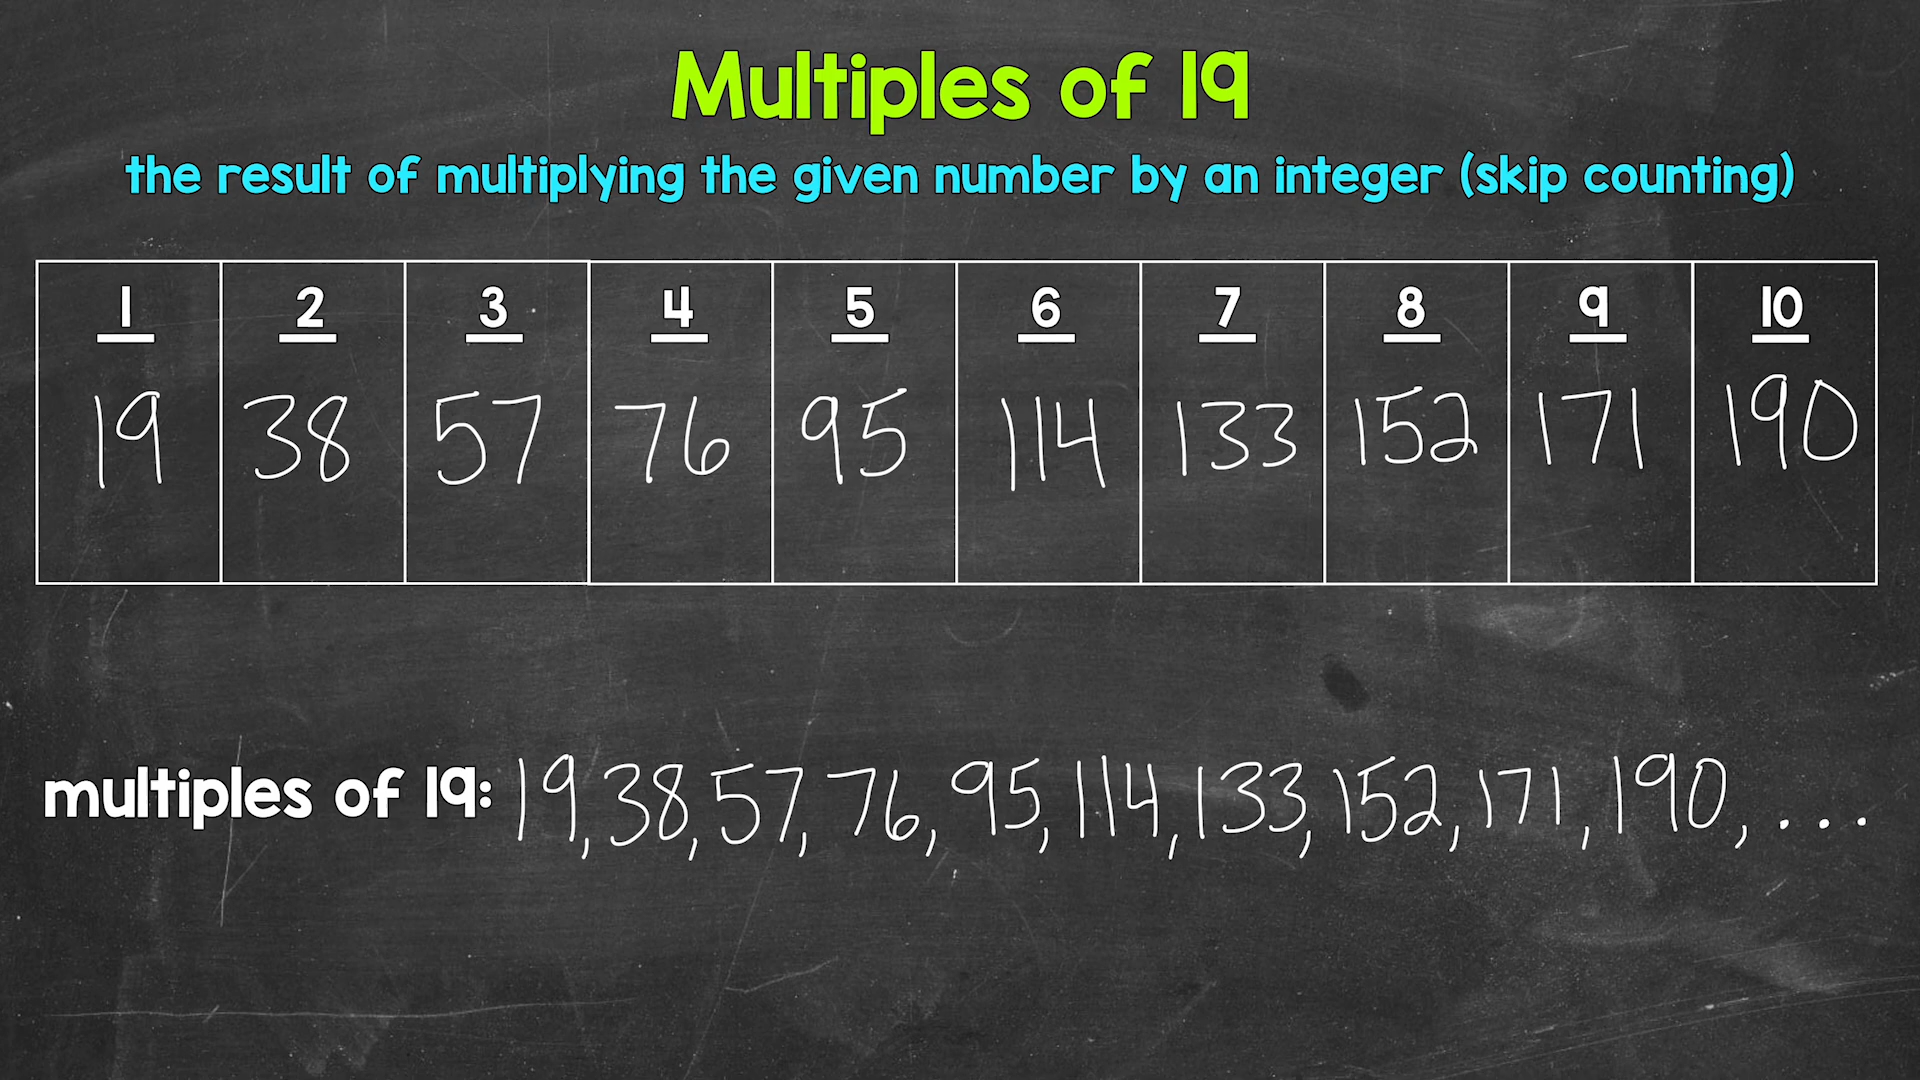 Multiples of 19
the result of multiplying the given number by an integer (skip counting)
1 2 3 4 5 6 7 8 9 10
19 38 57 76 95 114 133 152 171 190
multiples of 19: 19, 38, 57, 76, 95, 114, 133, 152, 171, 190, ...